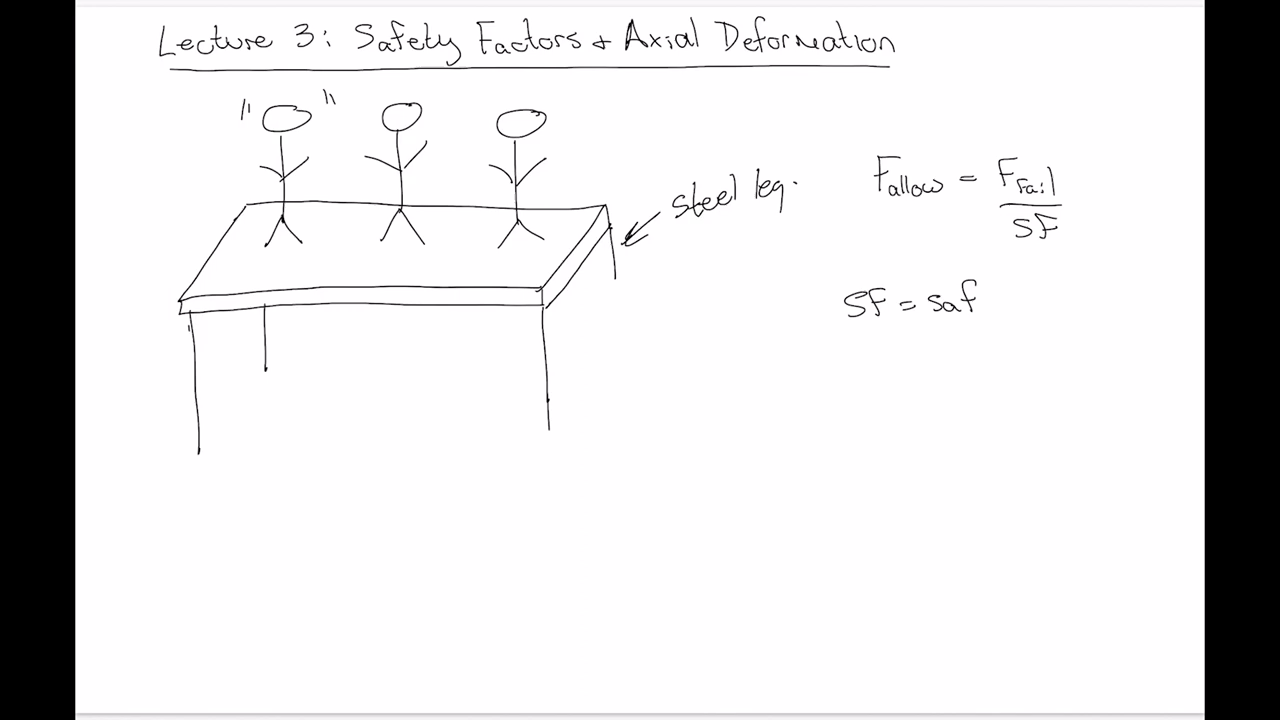 Lecture 3: Safety Factors + Axial Deformation
" "
steel leg.
Fallow = FFail / SF
SF = saf